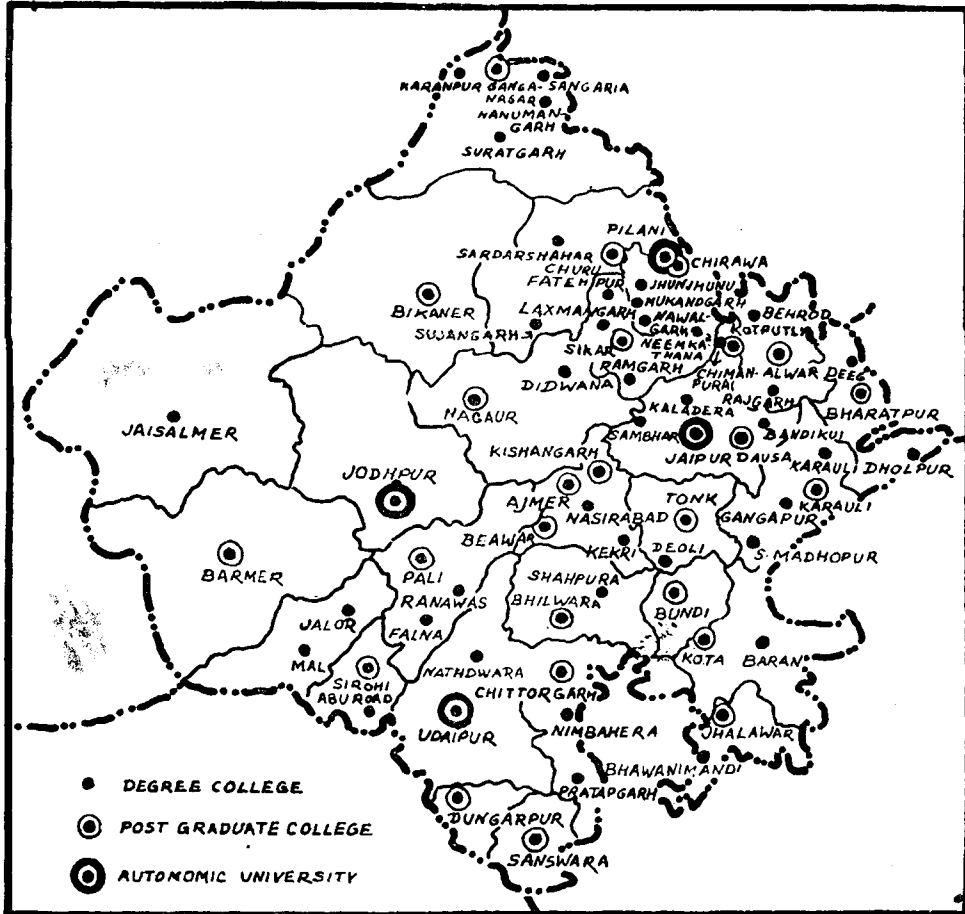 KARANPUR GANGA- SANGARIA
NAGAR
HANUMAN-
GARH
SURATGARH
PILANI
SARDARSHAHAR
CHURU
CHIRAWA
FATEHPUR
JHUNJHUNU
MUKANDGARH
BIKANER
LAXMANGARH
NAWAL-
GARH
BEHROD
KOTPUTLI
SUJANGARH
SIKAR
NEEMKA
THANA
RAMGARH
CHIMAN-
PURAI
ALWAR
DEEG
DIDWANA
RAJGARH
NAGAUR
KALADERA
BHARATPUR
JAISALMER
SAMBHAR
BANDIKUI
KISHANGARH
JAIPUR
DAUSA
KARAULI
DHOLPUR
JODHPUR
AJMER
TONK
KARAULI
NASIRABAD
GANGAPUR
BEAWAR
KEKRI
DEOLI
S. MADHOPUR
BARMER
PALI
SHAHPURA
RANAWAS
BHILWARA
BUNDI
JALOR
FALNA
MAL
NATHDWARA
KOTA
BARAN
SIROHI
CHITTORGARH
ABUROAD
UDAIPUR
NIMBAHERA
JHALAWAR
BHAWANIMANDI
PRATAPGARH
DUNGARPUR
SANSWARA
DEGREE COLLEGE
POST GRADUATE COLLEGE
AUTOMOMIC UNIVERSITY